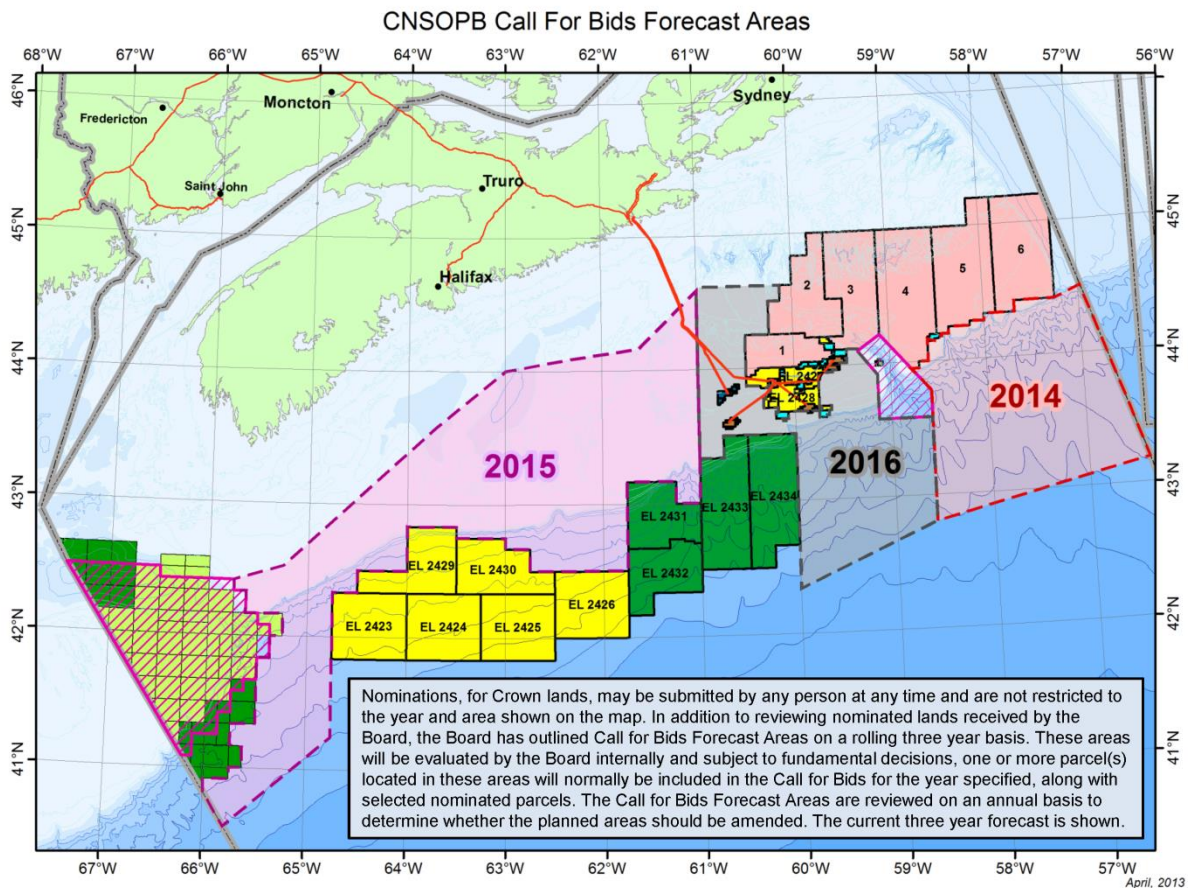 CNSOPB Call For Bids Forecast Areas
68°W 67°W 66°W 65°W 64°W 63°W 62°W 61°W 60°W 59°W 58°W 57°W 56°W
46°N
Sydney
Moncton
Fredericton
Saint John
Truro
45°N 45°N
Halifax
2 3 4 5 6
1
44°N 44°N
EL 2427
EL 2428
2014
2015
2016
43°N 43°N
EL 2431 EL 2433 EL 2434
EL 2429 EL 2430
EL 2432
EL 2426
42°N 42°N
EL 2423 EL 2424 EL 2425
41°N 41°N
Nominations, for Crown lands, may be submitted by any person at any time and are not restricted to
the year and area shown on the map. In addition to reviewing nominated lands received by the
Board, the Board has outlined Call for Bids Forecast Areas on a rolling three year basis. These areas
will be evaluated by the Board internally and subject to fundamental decisions, one or more parcel(s)
located in these areas will normally be included in the Call for Bids for the year specified, along with
selected nominated parcels. The Call for Bids Forecast Areas are reviewed on an annual basis to
determine whether the planned areas should be amended. The current three year forecast is shown.
67°W 66°W 65°W 64°W 63°W 62°W 61°W 60°W 59°W 58°W 57°W
April, 2013